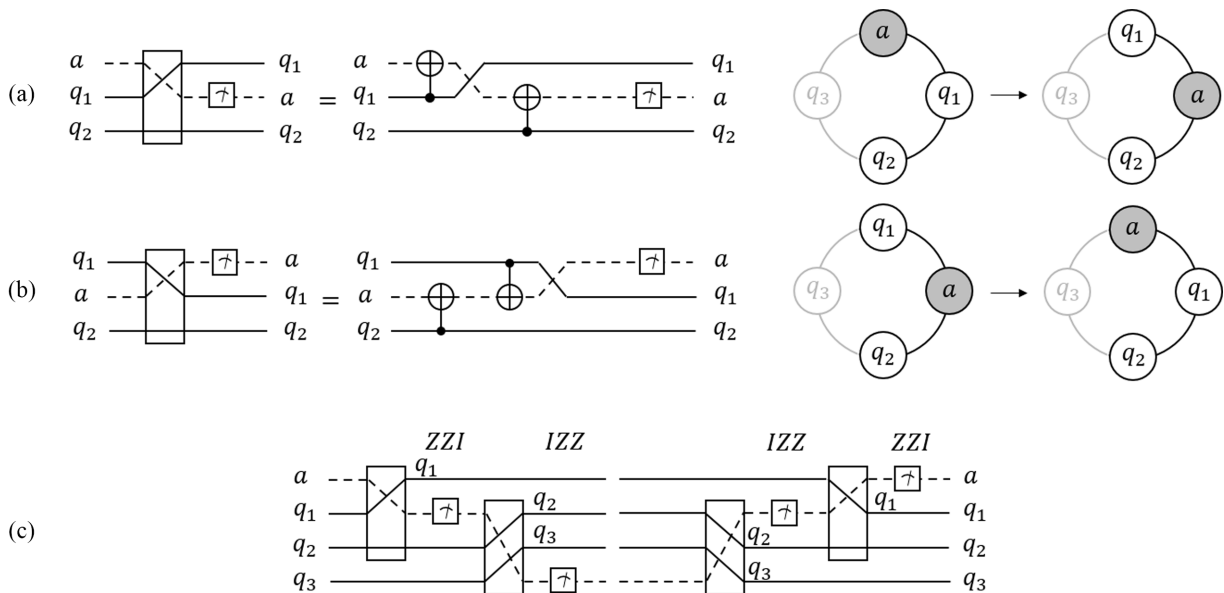 a q₁ a q₁ a q₁
(a) q₁ a = q₁ a q₃ q₁ q₃ a
q₂ q₂ q₂ q₂ q₂ q₂
q₁ a q₁ a q₁ a
(b) a q₁ = a q₁ q₃ a q₃ q₁
q₂ q₂ q₂ q₂ q₂ q₂
ZZI IZZ IZZ ZZI
a q₁ a
q₁ q₂ q₁ q₁
(c) q₂ q₃ q₂ q₂
q₃ q₃ q₃